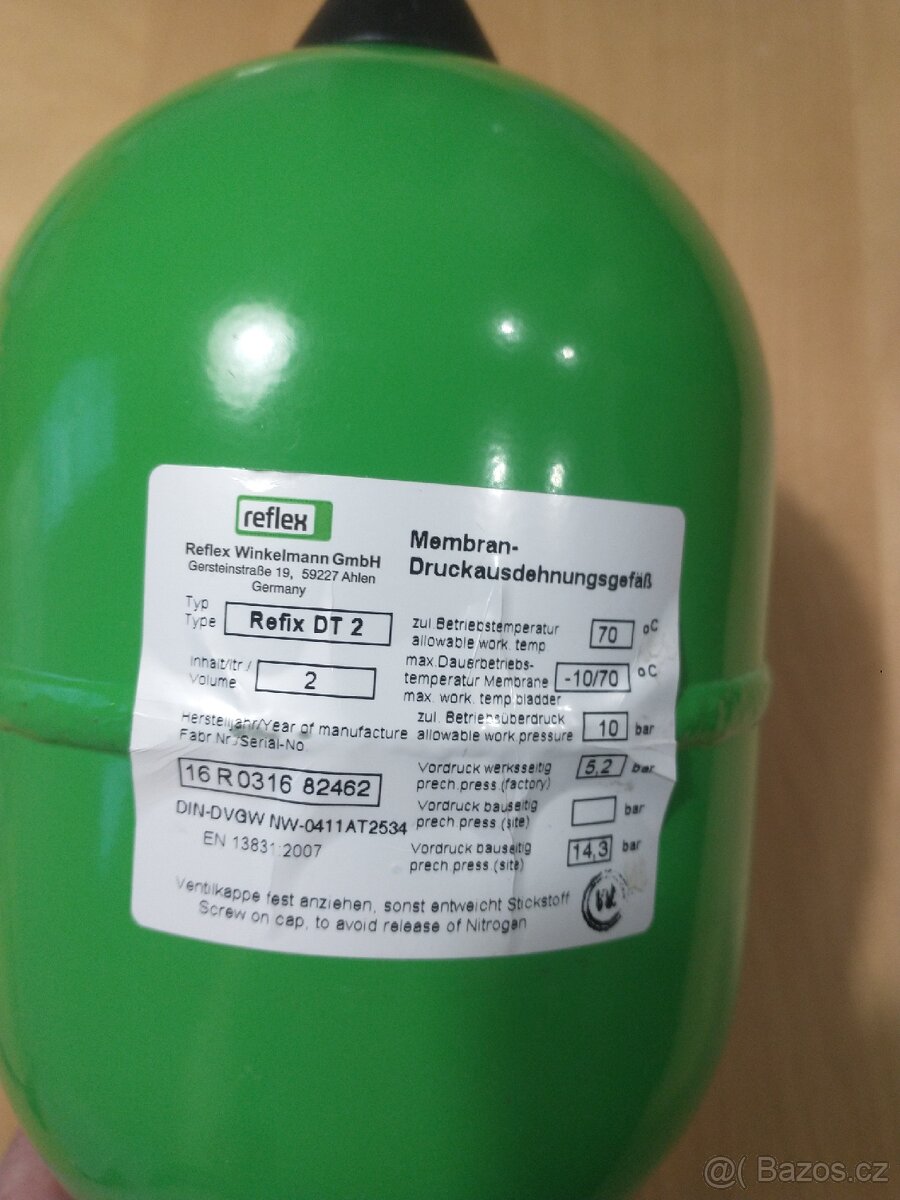 reflex
Reflex Winkelmann GmbH
Gersteinstraße 19, 59227 Ahlen
Germany
Membran-
Druckausdehnungsgefäß
Typ
Type
Refix DT 2
Inhalt/ltr./
Volume
2
Herstelljahr/Year of manufacture
Fabr Nr./Serial-No
16 R 0316 82462
DIN-DVGW NW-0411AT2534
EN 13831:2007
zul.Betriebstemperatur
allowable work. temp.
70 °C
max.Dauerbetriebs-
temperatur Membrane
max. work. temp.bladder
-10/70 °C
zul. Betriebsüberdruck
allowable work pressure
10 bar
Vordruck werksseitig
prech.press.(factory)
5,2 bar
Vordruck bauseitig
prech press (site)
bar
Vordruck bauseitig
prech press (site)
14,3 bar
Ventilkappe fest anziehen, sonst entweicht Stickstoff
Screw on cap, to avoid release of Nitrogen
@( Bazos.cz